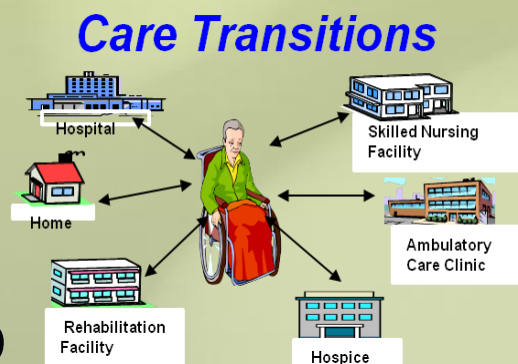 Care Transitions
Hospital
Skilled Nursing
Facility
Home
Ambulatory
Care Clinic
Rehabilitation
Facility
Hospice